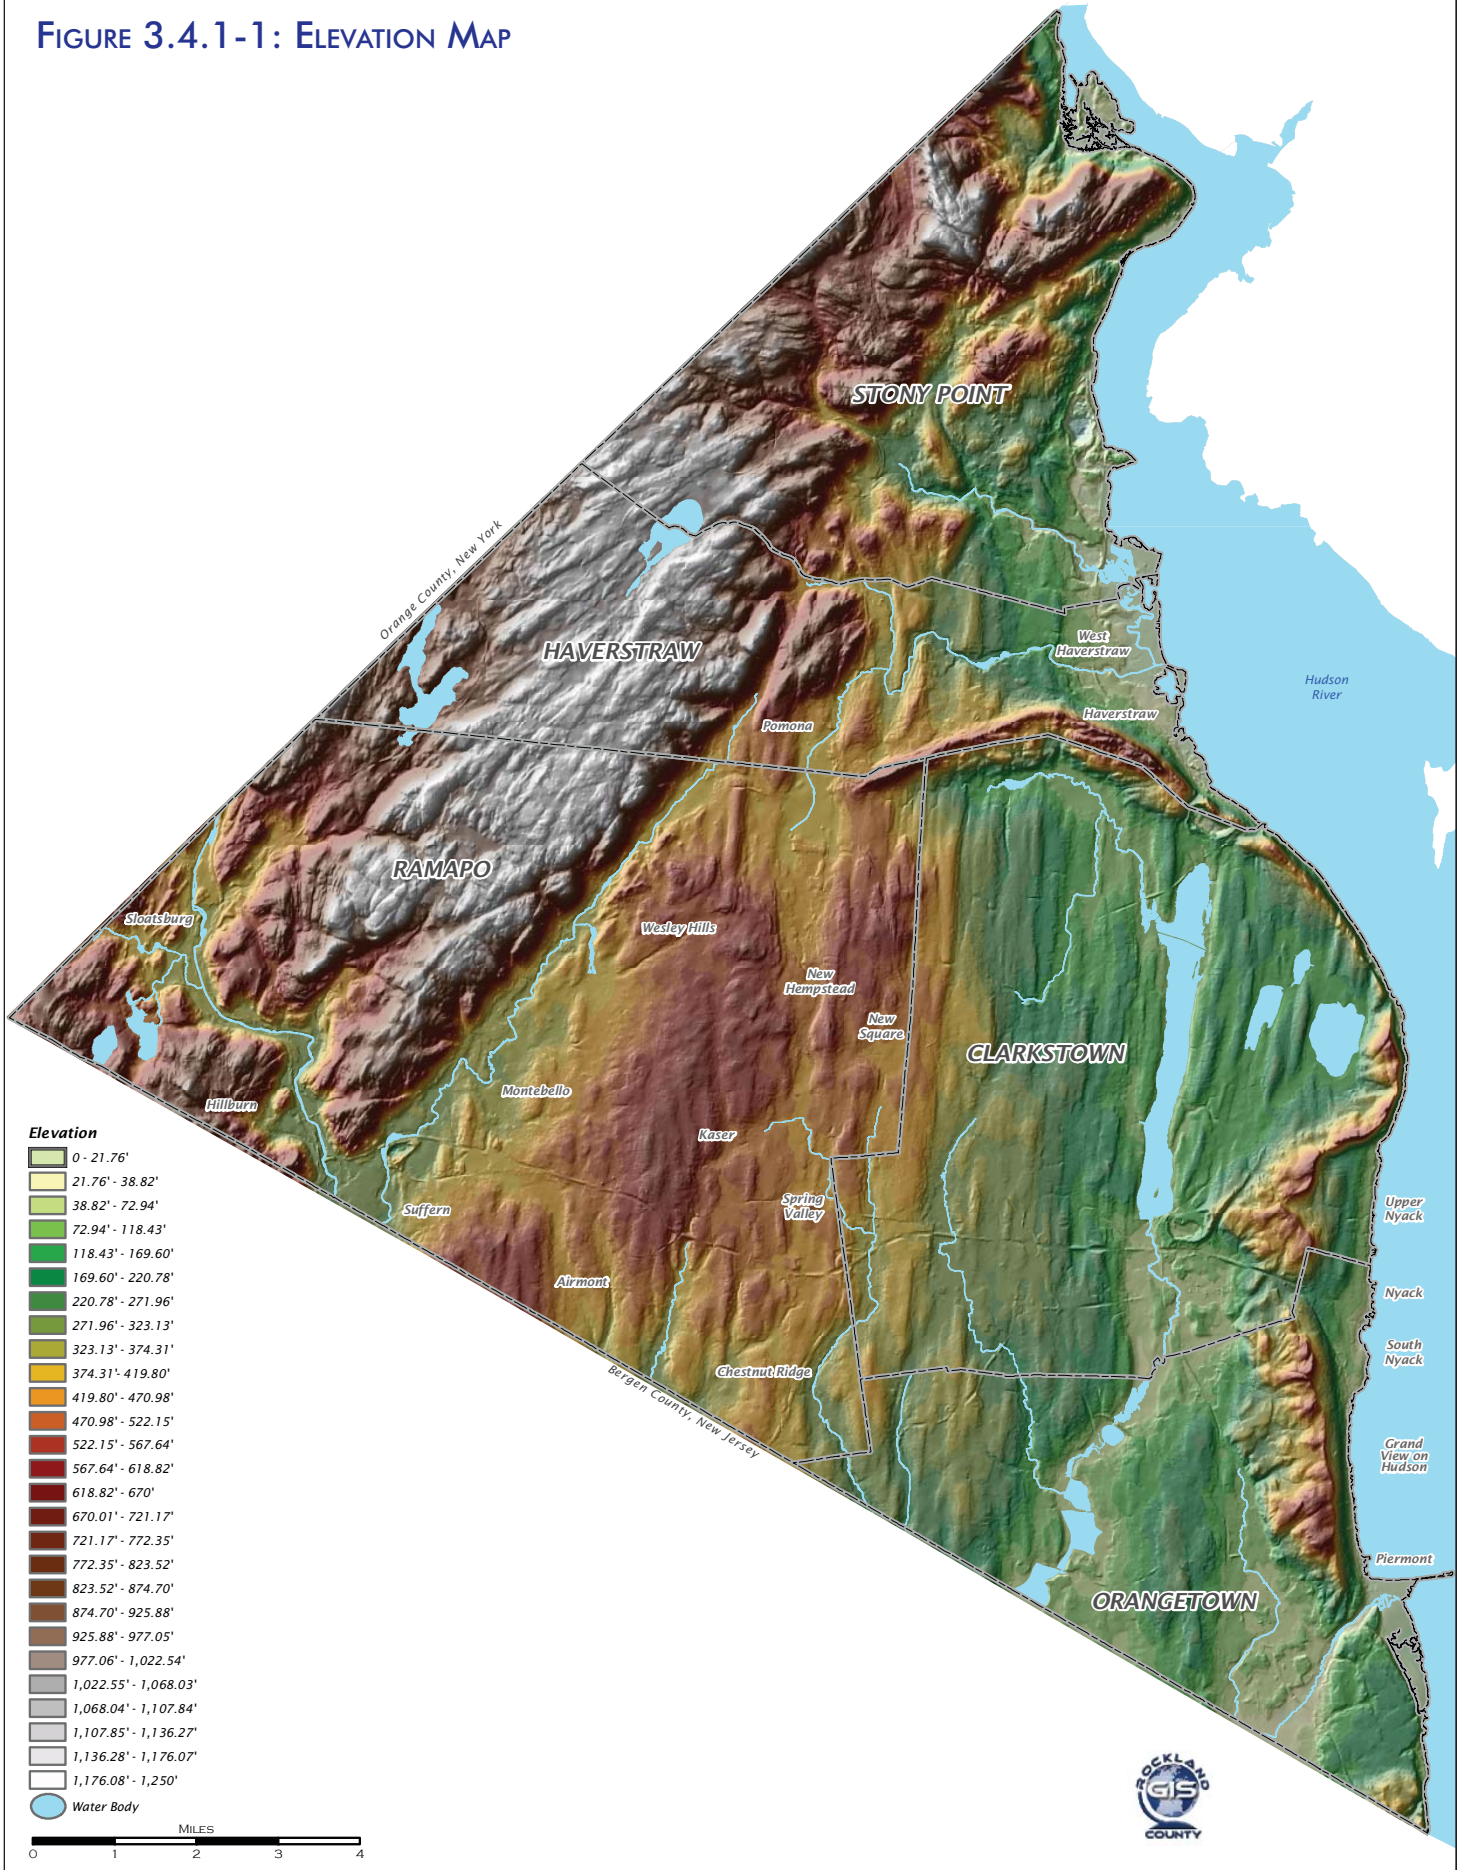 FIGURE 3.4.1-1: ELEVATION MAP
STONY POINT
Orange County, New York
HAVERSTRAW
West
Haverstraw
Hudson
River
Haverstraw
Pomona
RAMAPO
Sloatsburg
Wesley Hills
New
Hempstead
New
Square
CLARKSTOWN
Montebello
Hillburn
Kaser
Suffern
Spring
Valley
Upper
Nyack
Airmont
Nyack
South
Nyack
Chestnut Ridge
Bergen County, New Jersey
Grand
View on
Hudson
Piermont
ORANGETOWN
Elevation
0 - 21.76'
21.76' - 38.82'
38.82' - 72.94'
72.94' - 118.43'
118.43' - 169.60'
169.60' - 220.78'
220.78' - 271.96'
271.96' - 323.13'
323.13' - 374.31'
374.31'- 419.80'
419.80' - 470.98'
470.98' - 522.15'
522.15' - 567.64'
567.64' - 618.82'
618.82' - 670'
670.01' - 721.17'
721.17' - 772.35'
772.35' - 823.52'
823.52' - 874.70'
874.70' - 925.88'
925.88' - 977.05'
977.06' - 1,022.54'
1,022.55' - 1,068.03'
1,068.04' - 1,107.84'
1,107.85' - 1,136.27'
1,136.28' - 1,176.07'
1,176.08' - 1,250'
Water Body
MILES
0 1 2 3 4
ROCKLAND
GIS
COUNTY